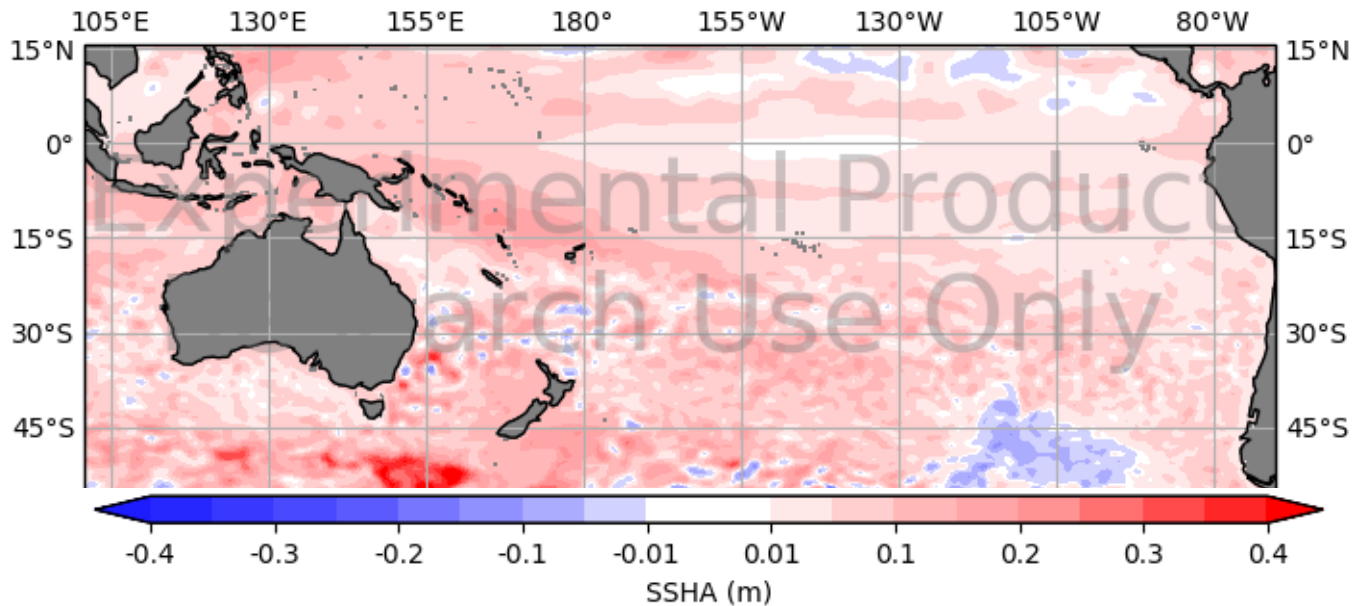 105°E 130°E 155°E 180° 155°W 130°W 105°W 80°W
15°N 15°N
0° 0°
Experimental Product
15°S 15°S
arch Use Only
30°S 30°S
45°S 45°S
-0.4 -0.3 -0.2 -0.1 -0.01 0.01 0.1 0.2 0.3 0.4
SSHA (m)